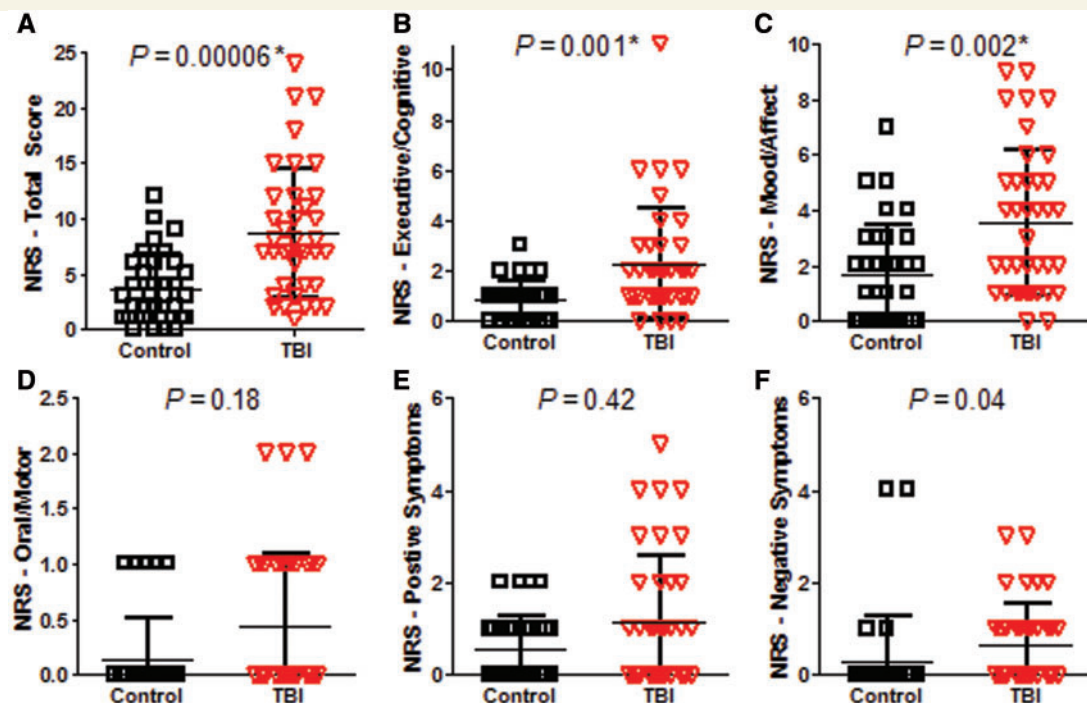 A
P = 0.00006*
NRS - Total Score
25
20
15
10
5
0
Control
TBI
B
P = 0.001*
NRS - Executive/Cognitive
10
8
6
4
2
0
Control
TBI
C
P = 0.002*
NRS - Mood/Affect
10
8
6
4
2
0
Control
TBI
D
P = 0.18
NRS - Oral/Motor
2.5
2.0
1.5
1.0
0.5
0.0
Control
TBI
E
P = 0.42
NRS - Postive Symptoms
6
4
2
0
Control
TBI
F
P = 0.04
NRS - Negative Symptoms
6
4
2
0
Control
TBI